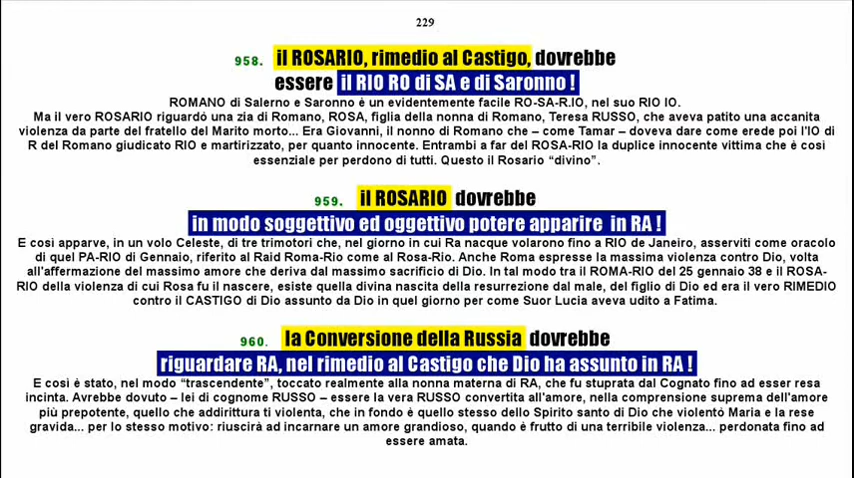 229
958. il ROSARIO, rimedio al Castigo, dovrebbe
essere il RIO RO di SA e di Saronno !
ROMANO di Salerno e Saronno è un evidentemente facile RO-SA-R.IO, nel suo RIO IO.
Ma il vero ROSARIO riguardò una zia di Romano, ROSA, figlia della nonna di Romano, Teresa RUSSO, che aveva patito una accanita
violenza da parte del fratello del Marito morto... Era Giovanni, il nonno di Romano che – come Tamar – doveva dare come erede poi l'IO di
R del Romano giudicato RIO e martirizzato, per quanto innocente. Entrambi a far del ROSA-RIO la duplice innocente vittima che è così
essenziale per perdono di tutti. Questo il Rosario “divino”.
959. il ROSARIO dovrebbe
in modo soggettivo ed oggettivo potere apparire in RA !
E così apparve, in un volo Celeste, di tre trimotori che, nel giorno in cui Ra nacque volarono fino a RIO de Janeiro, asserviti come oracolo
di quel PA-RIO di Gennaio, riferito al Raid Roma-Rio come al Rosa-Rio. Anche Roma espresse la massima violenza contro Dio, volta
all'affermazione del massimo amore che deriva dal massimo sacrificio di Dio. In tal modo tra il ROMA-RIO del 25 gennaio 38 e il ROSA-
RIO della violenza di cui Rosa fu il nascere, esiste quella divina nascita della resurrezione dal male, del figlio di Dio ed era il vero RIMEDIO
contro il CASTIGO di Dio assunto da Dio in quel giorno per come Suor Lucia aveva udito a Fatima.
960. la Conversione della Russia dovrebbe
riguardare RA, nel rimedio al Castigo che Dio ha assunto in RA !
E così è stato, nel modo “trascendente”, toccato realmente alla nonna materna di RA, che fu stuprata dal Cognato fino ad esser resa
incinta. Avrebbe dovuto – lei di cognome RUSSO – essere la vera RUSSO convertita all'amore, nella comprensione suprema dell'amore
più prepotente, quello che addirittura ti violenta, che in fondo è quello stesso dello Spirito santo di Dio che violentò Maria e la rese
gravida... per lo stesso motivo: riuscirà ad incarnare un amore grandioso, quando è frutto di una terribile violenza... perdonata fino ad
essere amata.